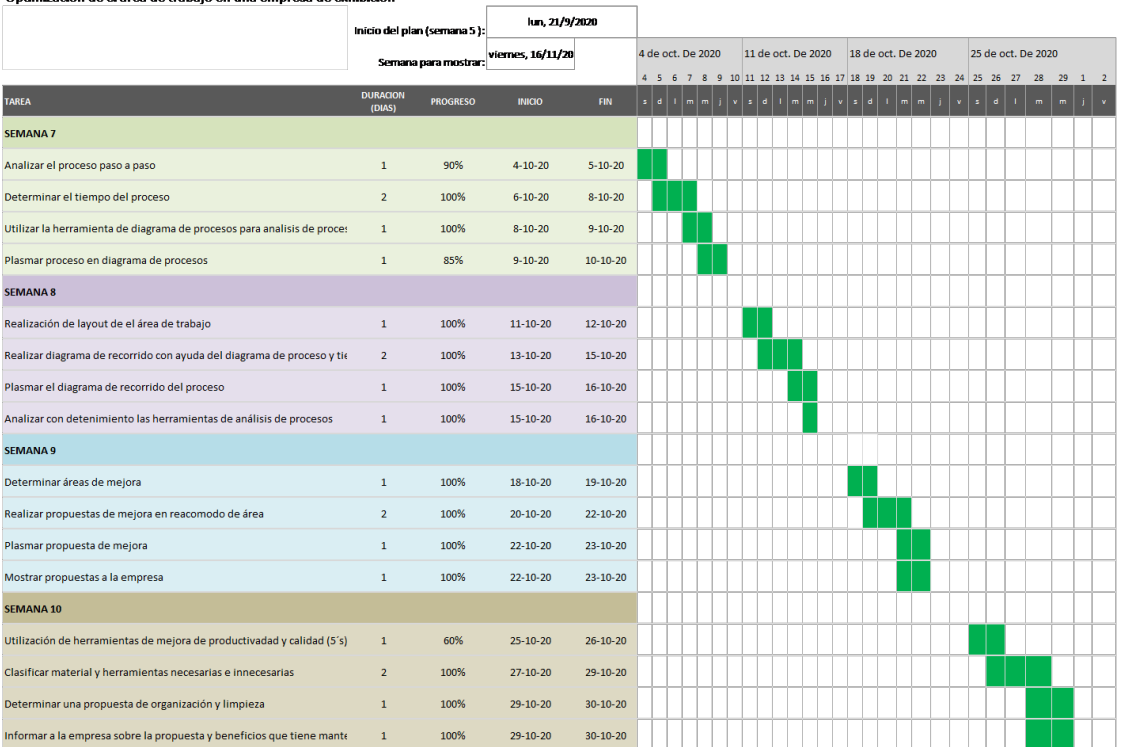 Inicio del plan (semana 5 ): lun, 21/9/2020
Semana para mostrar: viernes, 16/11/20
4 de oct. De 2020 11 de oct. De 2020 18 de oct. De 2020 25 de oct. De 2020
4 5 6 7 8 9 10 11 12 13 14 15 16 17 18 19 20 21 22 23 24 25 26 27 28 29 1 2
TAREA DURACION (DIAS) PROGRESO INICIO FIN s d l m m j v s d l m m j v s d l m m j v s d l m m j v
SEMANA 7
Analizar el proceso paso a paso 1 90% 4-10-20 5-10-20
Determinar el tiempo del proceso 2 100% 6-10-20 8-10-20
Utilizar la herramienta de diagrama de procesos para analisis de proces 1 100% 8-10-20 9-10-20
Plasmar proceso en diagrama de procesos 1 85% 9-10-20 10-10-20
SEMANA 8
Realización de layout de el área de trabajo 1 100% 11-10-20 12-10-20
Realizar diagrama de recorrido con ayuda del diagrama de proceso y tie 2 100% 13-10-20 15-10-20
Plasmar el diagrama de recorrido del proceso 1 100% 15-10-20 16-10-20
Analizar con detenimiento las herramientas de análisis de procesos 1 100% 15-10-20 16-10-20
SEMANA 9
Determinar áreas de mejora 1 100% 18-10-20 19-10-20
Realizar propuestas de mejora en reacomodo de área 2 100% 20-10-20 22-10-20
Plasmar propuesta de mejora 1 100% 22-10-20 23-10-20
Mostrar propuestas a la empresa 1 100% 22-10-20 23-10-20
SEMANA 10
Utilización de herramientas de mejora de productivadad y calidad (5´s) 1 60% 25-10-20 26-10-20
Clasificar material y herramientas necesarias e innecesarias 2 100% 27-10-20 29-10-20
Determinar una propuesta de organización y limpieza 1 100% 29-10-20 30-10-20
Informar a la empresa sobre la propuesta y beneficios que tiene mante 1 100% 29-10-20 30-10-20